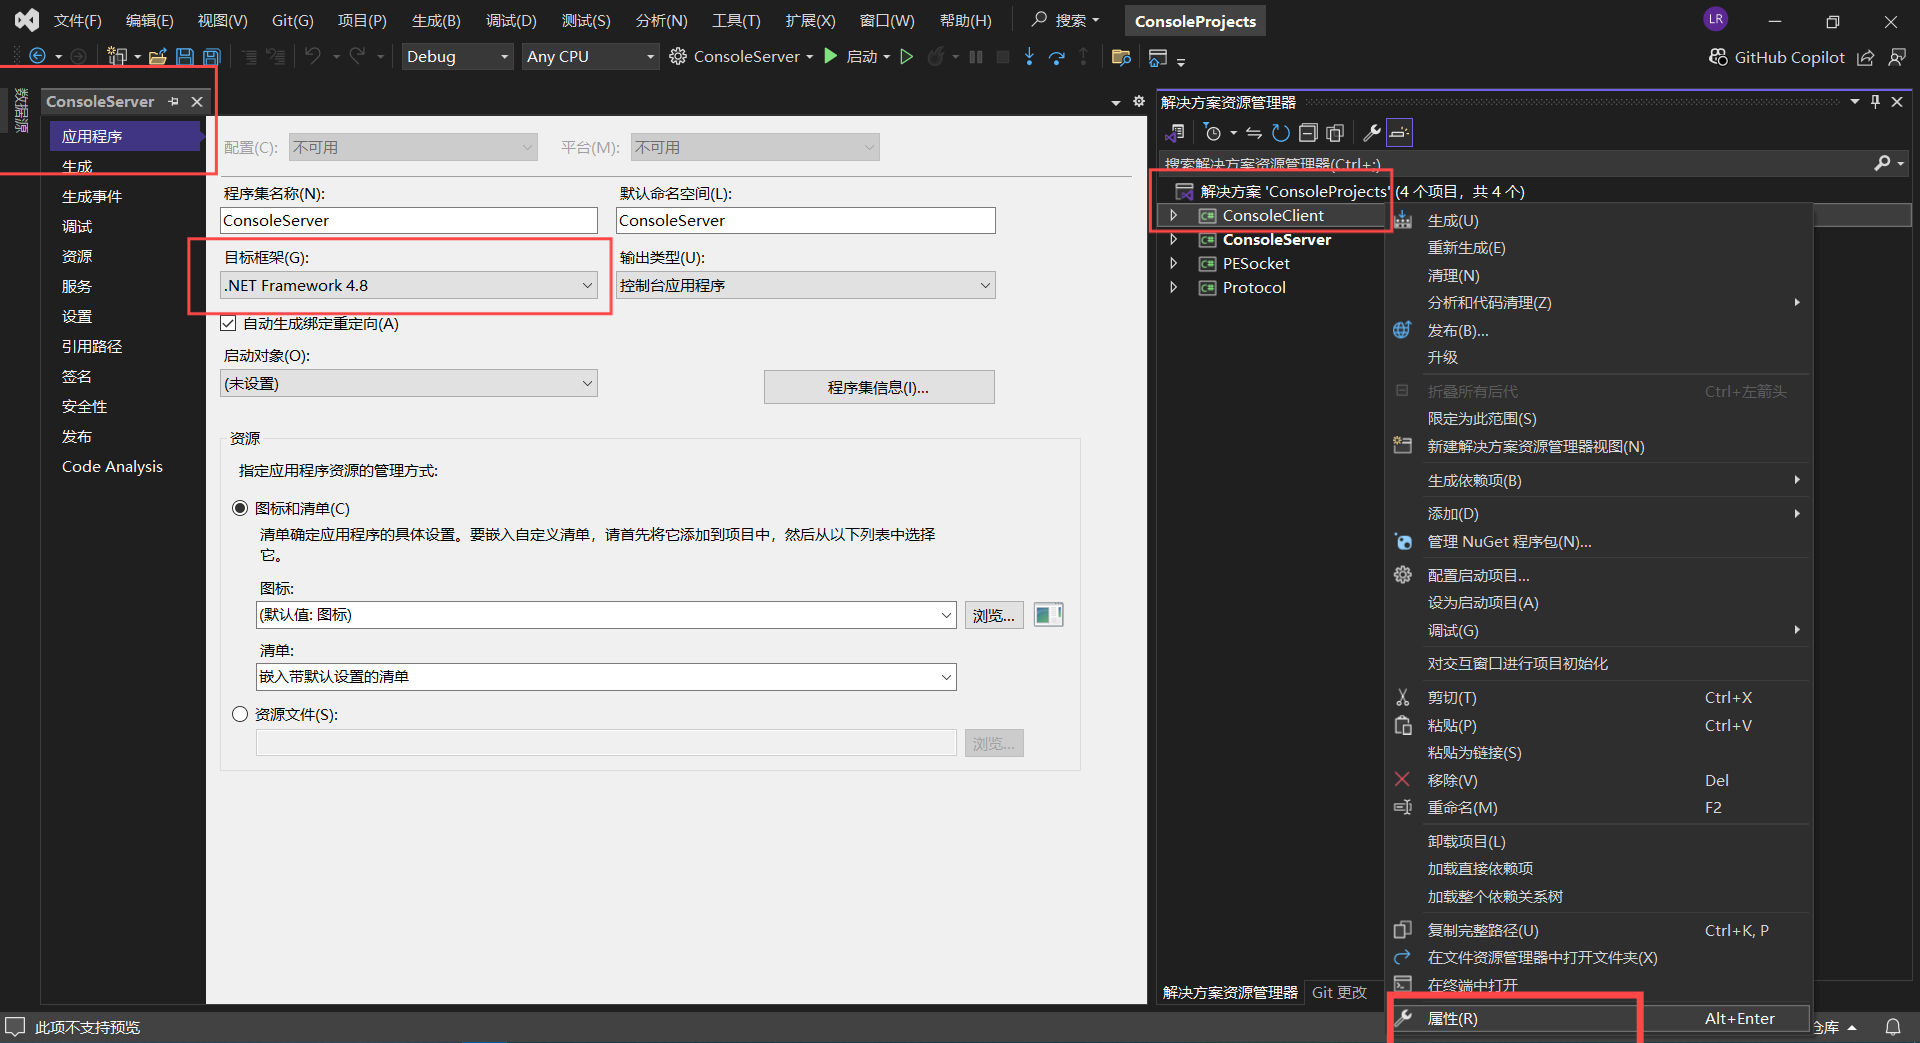 文件(F) 编辑(E) 视图(V) Git(G) 项目(P) 生成(B) 调试(D) 测试(S) 分析(N) 工具(T) 扩展(X) 窗口(W) 帮助(H) 搜索 ConsoleProjects LR
Debug Any CPU ConsoleServer 启动 GitHub Copilot
数据源
ConsoleServer
应用程序
生成
生成事件
调试
资源
服务
设置
引用路径
签名
安全性
发布
Code Analysis
配置(C): 不可用 平台(M): 不可用
程序集名称(N): 默认命名空间(L):
ConsoleServer ConsoleServer
目标框架(G): 输出类型(U):
.NET Framework 4.8 控制台应用程序
自动生成绑定重定向(A)
启动对象(O):
(未设置) 程序集信息(I)...
资源
指定应用程序资源的管理方式:
图标和清单(C)
清单确定应用程序的具体设置。要嵌入自定义清单，请首先将它添加到项目中，然后从以下列表中选择
它。
图标:
(默认值: 图标) 浏览...
清单:
嵌入带默认设置的清单
资源文件(S):
浏览...
解决方案资源管理器
搜索解决方案资源管理器(Ctrl+;)
解决方案 'ConsoleProjects' (4 个项目，共 4 个)
ConsoleClient
ConsoleServer
PESocket
Protocol
生成(U)
重新生成(E)
清理(N)
分析和代码清理(Z)
发布(B)...
升级
折叠所有后代 Ctrl+左箭头
限定为此范围(S)
新建解决方案资源管理器视图(N)
生成依赖项(B)
添加(D)
管理 NuGet 程序包(N)...
配置启动项目...
设为启动项目(A)
调试(G)
对交互窗口进行项目初始化
剪切(T) Ctrl+X
粘贴(P) Ctrl+V
粘贴为链接(S)
移除(V) Del
重命名(M) F2
卸载项目(L)
加载直接依赖项
加载整个依赖关系树
复制完整路径(U) Ctrl+K, P
在文件资源管理器中打开文件夹(X)
在终端中打开
属性(R) Alt+Enter
解决方案资源管理器 Git 更改
此项不支持预览 仓库